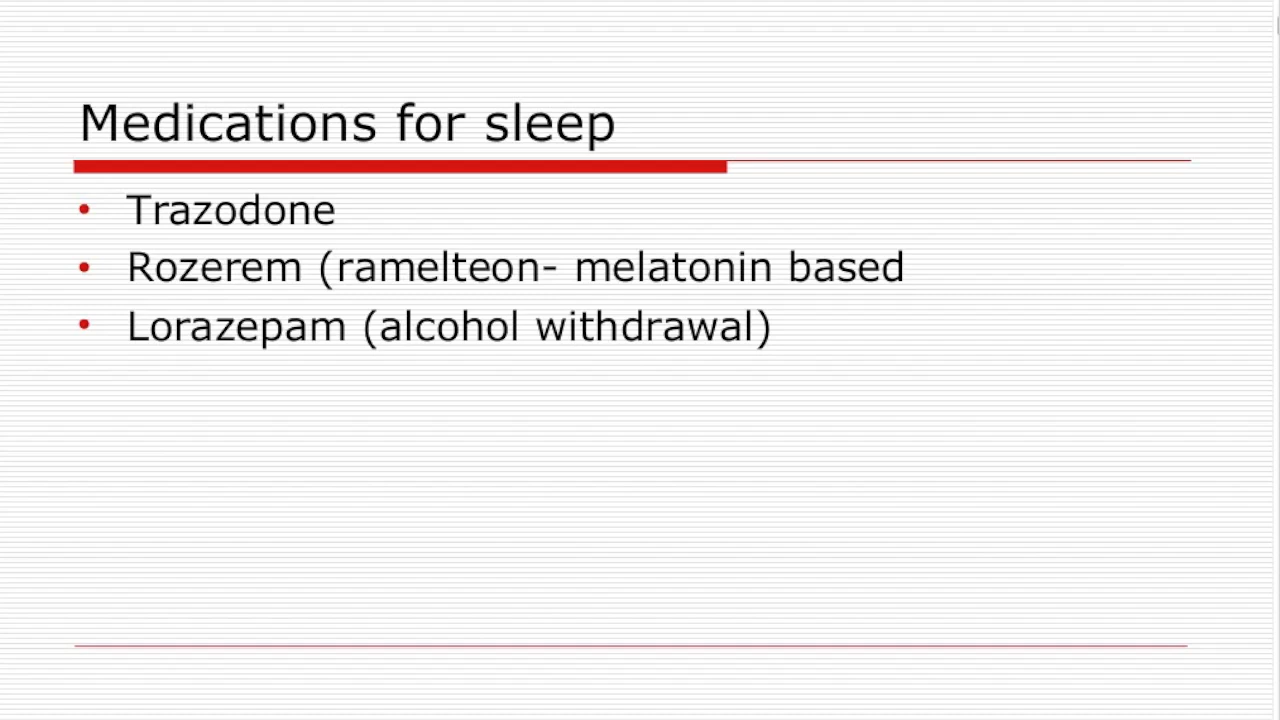 Medications for sleep
• Trazodone
• Rozerem (ramelteon- melatonin based
• Lorazepam (alcohol withdrawal)